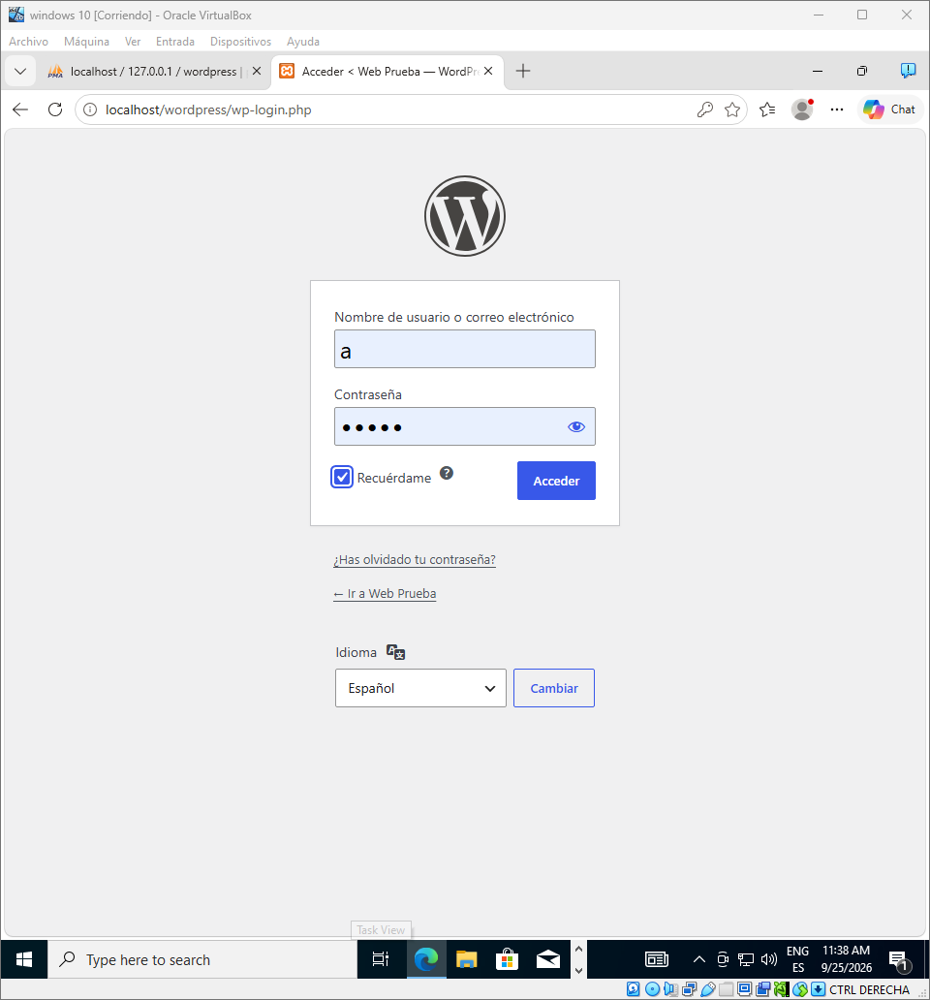 windows 10 [Corriendo] - Oracle VirtualBox
Archivo Máquina Ver Entrada Dispositivos Ayuda
PMA localhost / 127.0.0.1 / wordpress | Acceder < Web Prueba — WordPr
localhost/wordpress/wp-login.php Chat
Nombre de usuario o correo electrónico
a
Contraseña
Recuérdame ? Acceder
¿Has olvidado tu contraseña?
← Ir a Web Prueba
Idioma
Español Cambiar
Task View
Type here to search ENG 11:38 AM
ES 9/25/2026 1
CTRL DERECHA